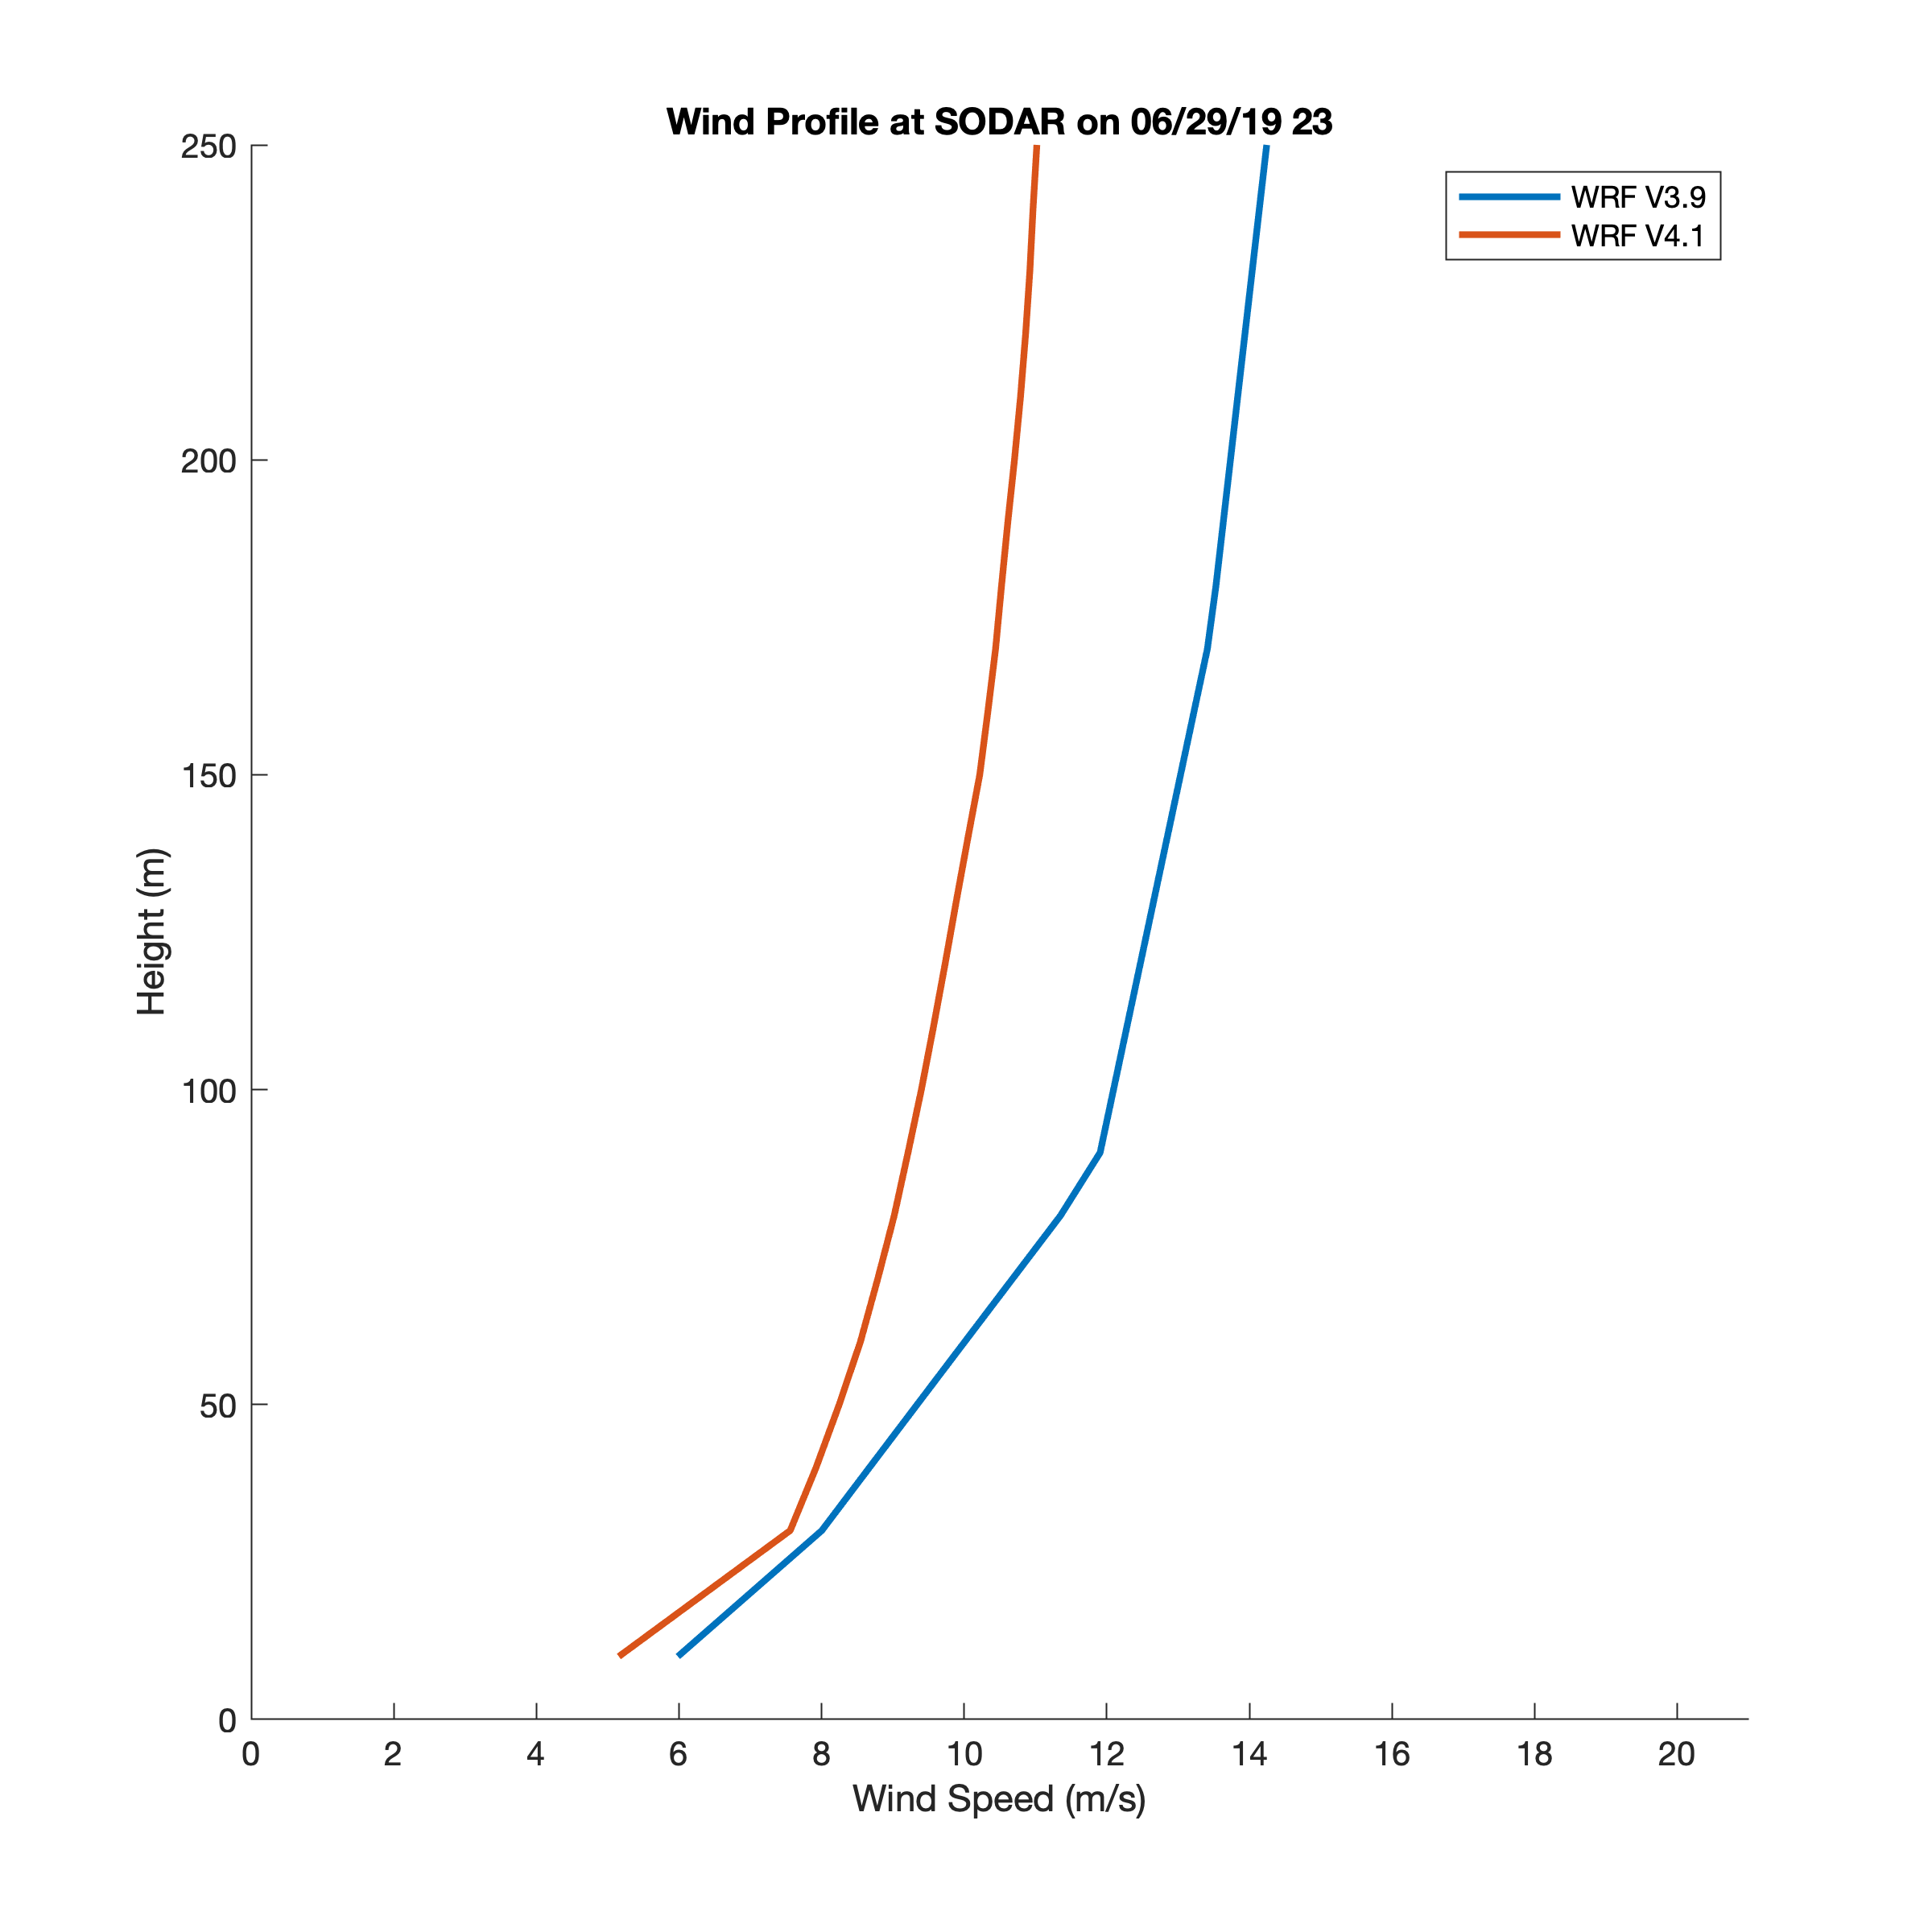 Wind Profile at SODAR on 06/29/19 23
WRF V3.9
WRF V4.1
250
200
150
100
50
0
Height (m)
0 2 4 6 8 10 12 14 16 18 20
Wind Speed (m/s)